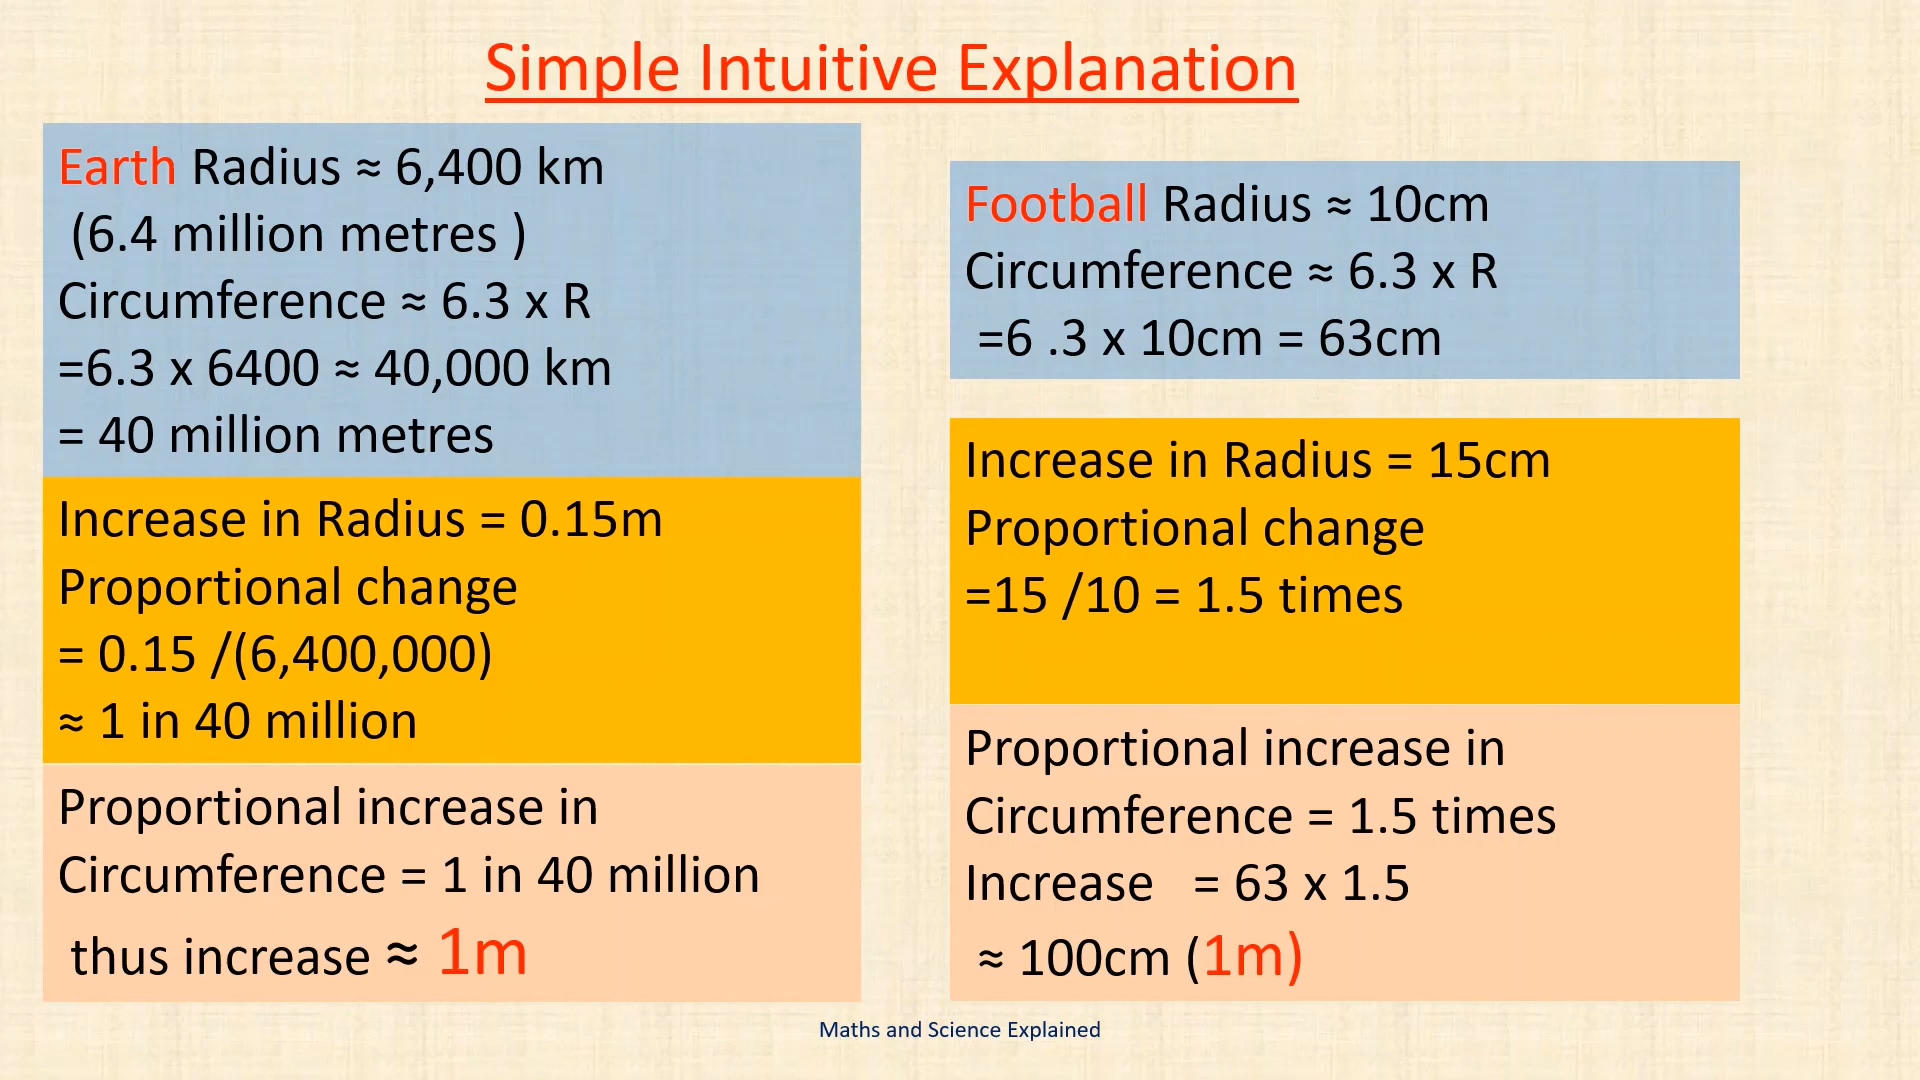 Simple Intuitive Explanation
Earth Radius ≈ 6,400 km
(6.4 million metres )
Circumference ≈ 6.3 x R
=6.3 x 6400 ≈ 40,000 km
= 40 million metres
Increase in Radius = 0.15m
Proportional change
= 0.15 /(6,400,000)
≈ 1 in 40 million
Proportional increase in
Circumference = 1 in 40 million
thus increase ≈ 1m
Football Radius ≈ 10cm
Circumference ≈ 6.3 x R
=6 .3 x 10cm = 63cm
Increase in Radius = 15cm
Proportional change
=15 /10 = 1.5 times
Proportional increase in
Circumference = 1.5 times
Increase = 63 x 1.5
≈ 100cm (1m)
Maths and Science Explained